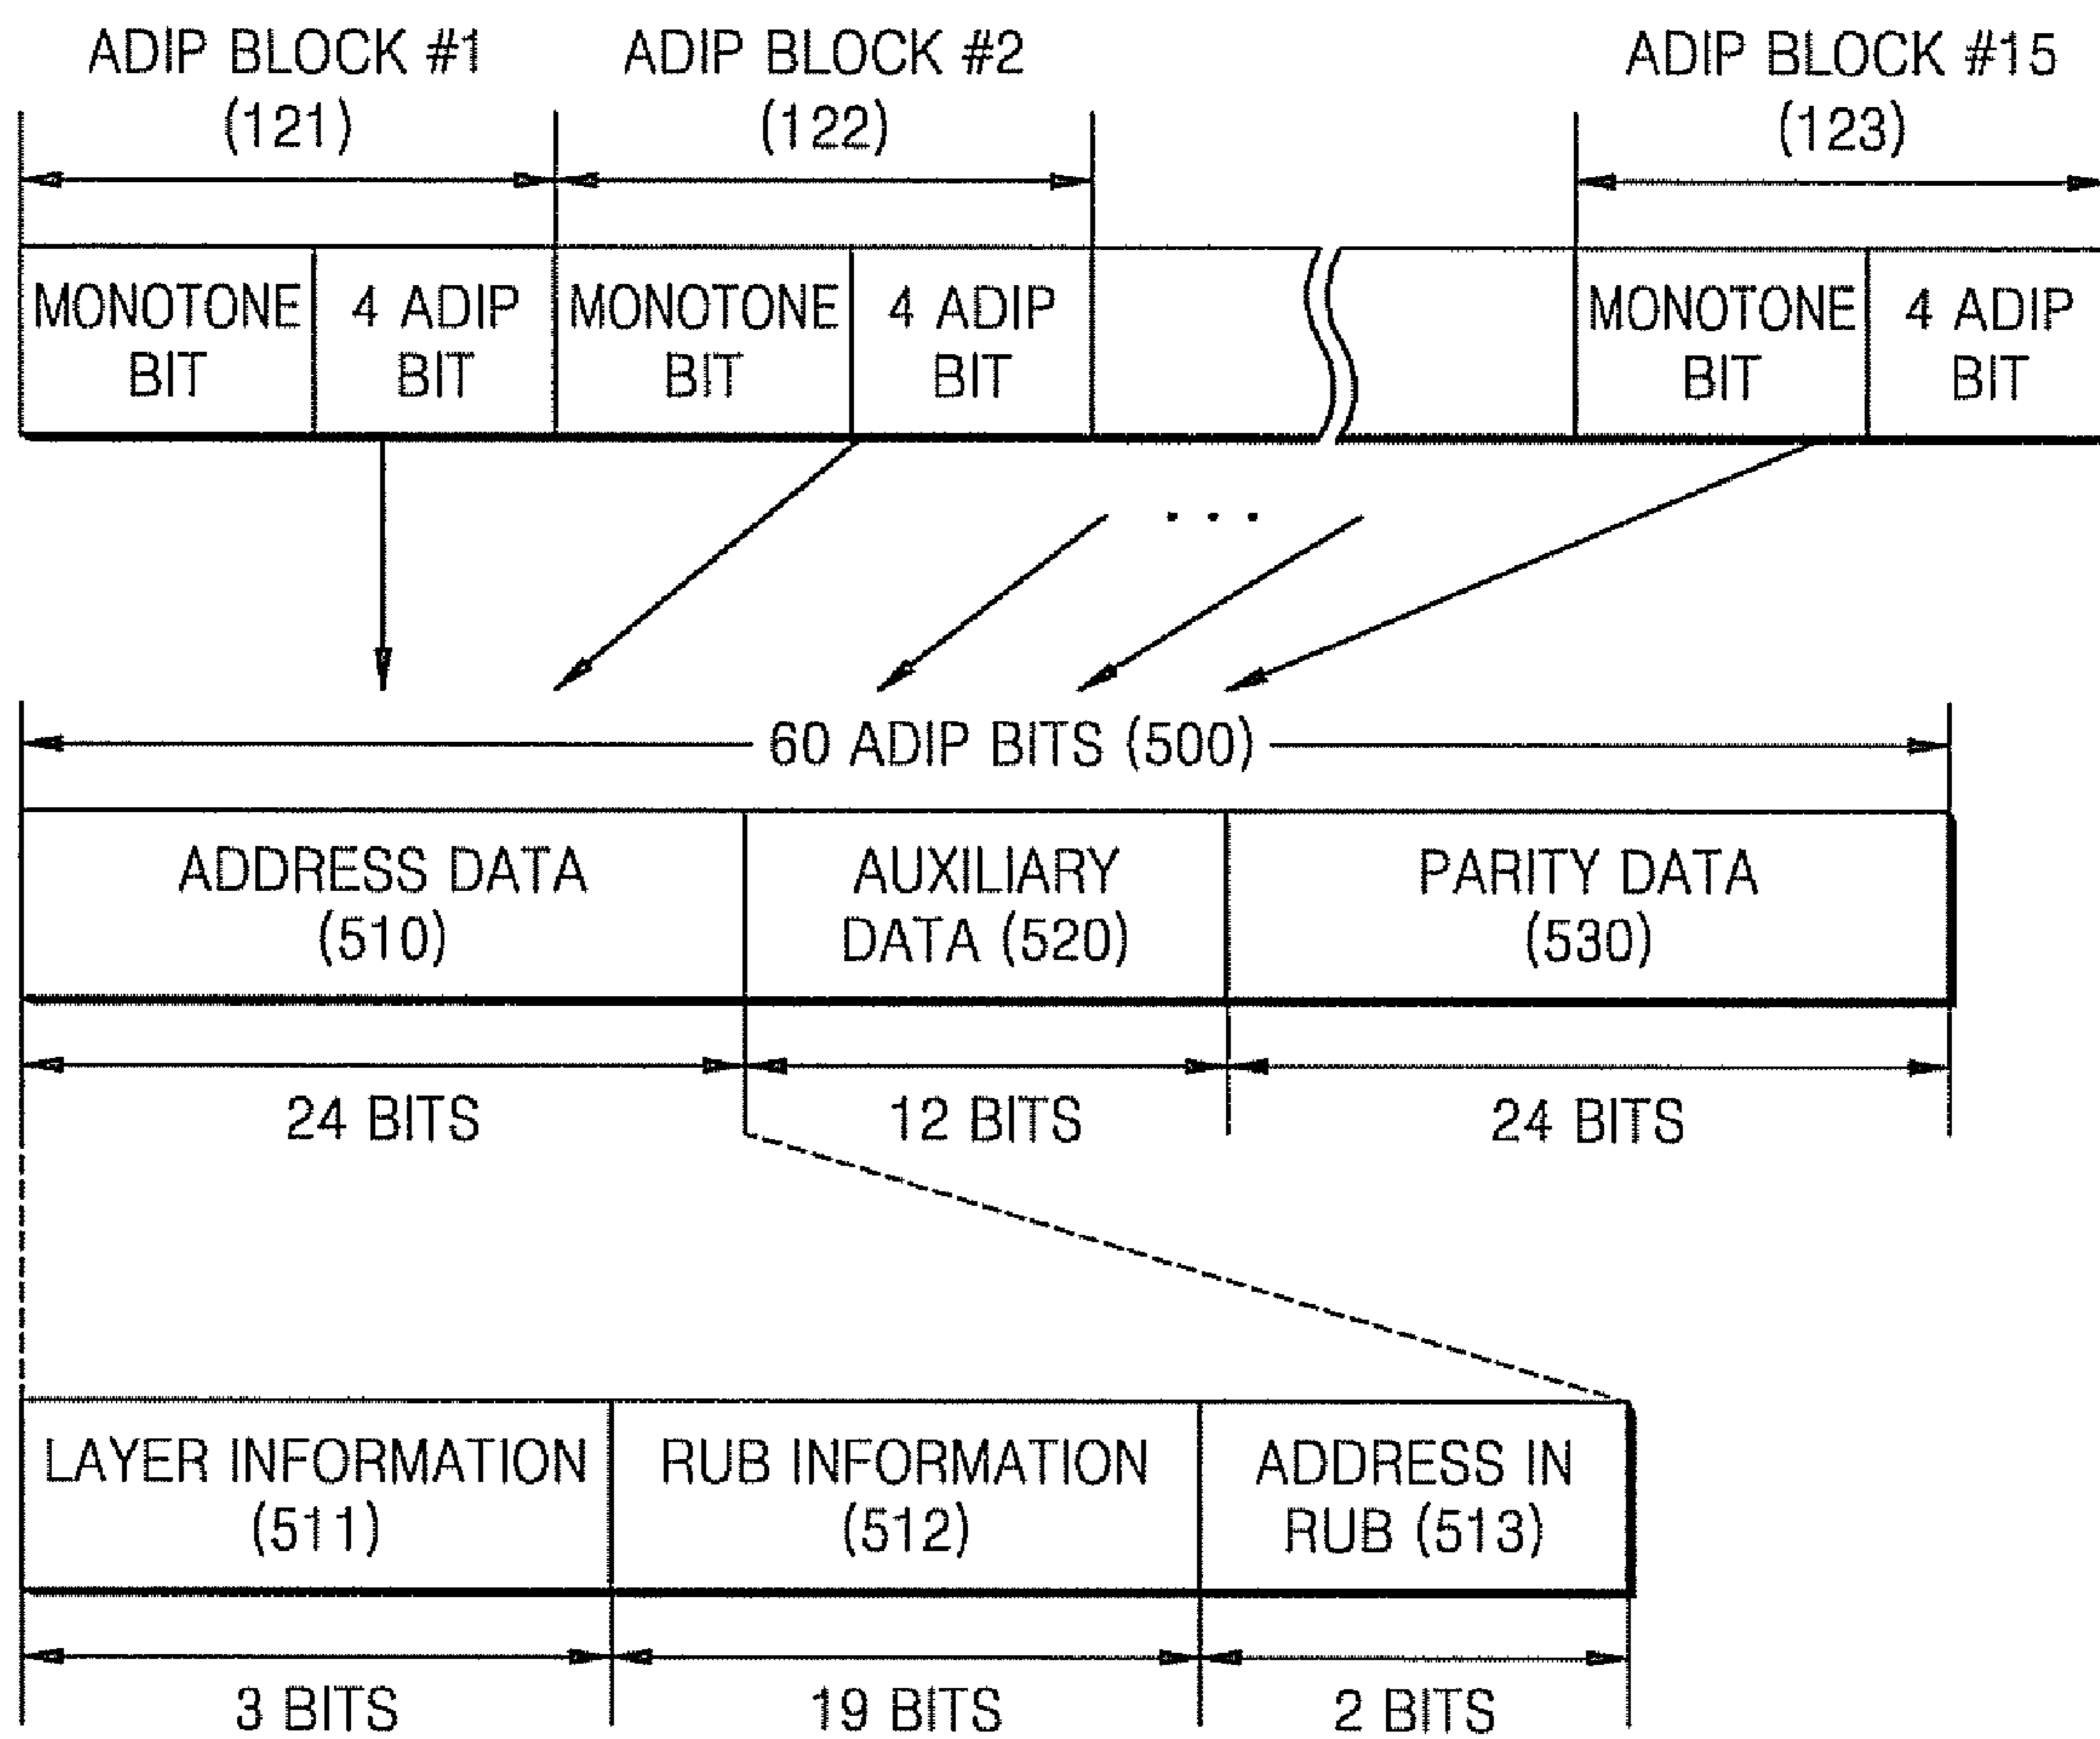 ADIP BLOCK #1
(121)
ADIP BLOCK #2
(122)
ADIP BLOCK #15
(123)
MONOTONE
BIT
4 ADIP
BIT
MONOTONE
BIT
4 ADIP
BIT
MONOTONE
BIT
4 ADIP
BIT
. . .
60 ADIP BITS (500)
ADDRESS DATA
(510)
AUXILIARY
DATA (520)
PARITY DATA
(530)
24 BITS
12 BITS
24 BITS
LAYER INFORMATION
(511)
RUB INFORMATION
(512)
ADDRESS IN
RUB (513)
3 BITS
19 BITS
2 BITS